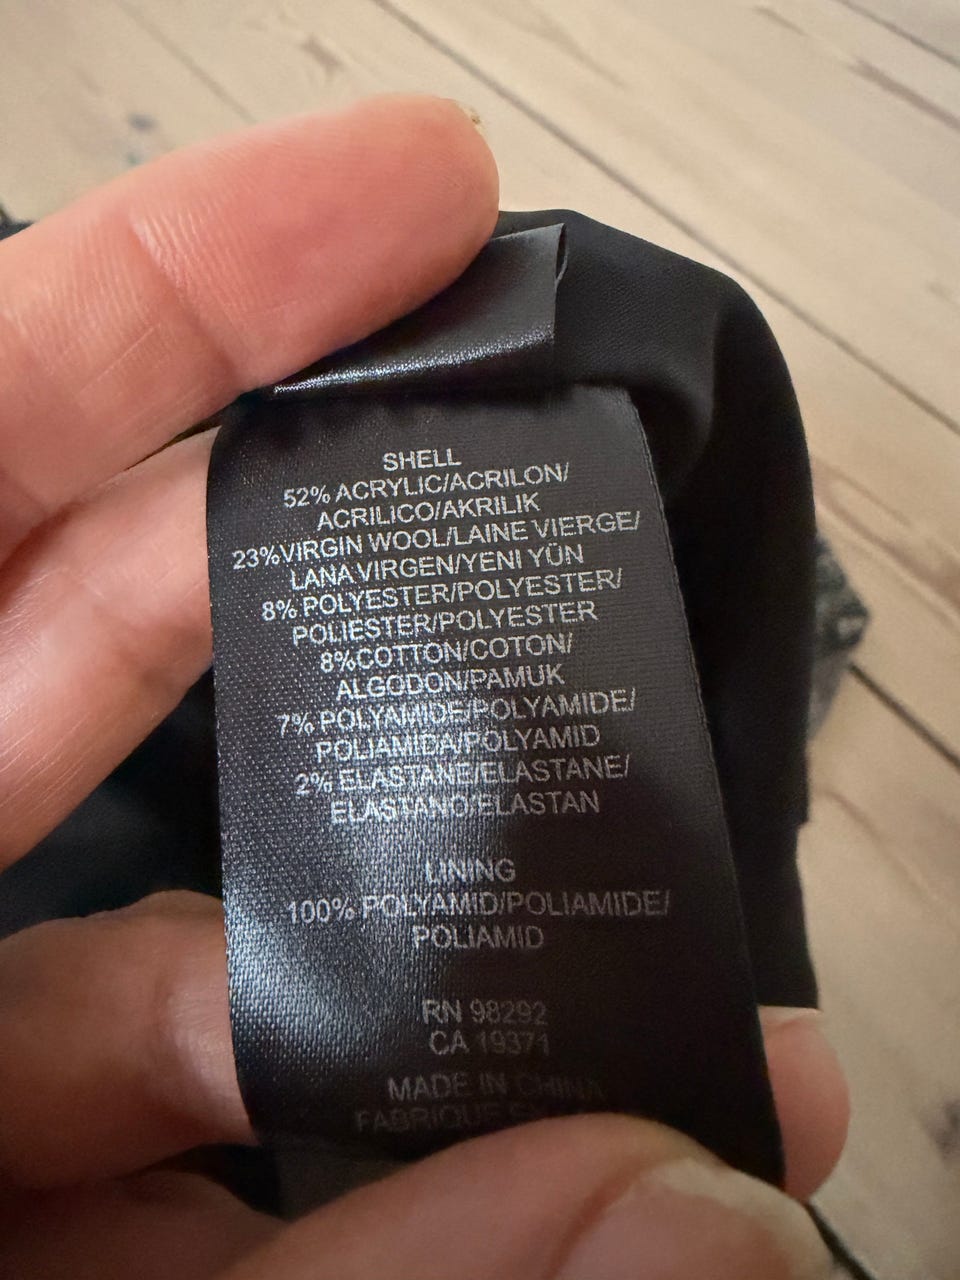 SHELL
52% ACRYLIC/ACRILON/
ACRILICO/AKRILIK
23%VIRGIN WOOL/LAINE VIERGE/
LANA VIRGEN/YENI YÜN
8% POLYESTER/POLYESTER/
POLIESTER/POLYESTER
8%COTTON/COTON/
ALGODON/PAMUK
7% POLYAMIDE/POLYAMIDE/
POLIAMIDA/POLYAMID
2% ELASTANE/ELASTANE/
ELASTANO/ELASTAN
LINING
100% POLYAMID/POLIAMIDE/
POLIAMID
RN 98292
CA 19371
MADE IN CHINA
FABRIQUE